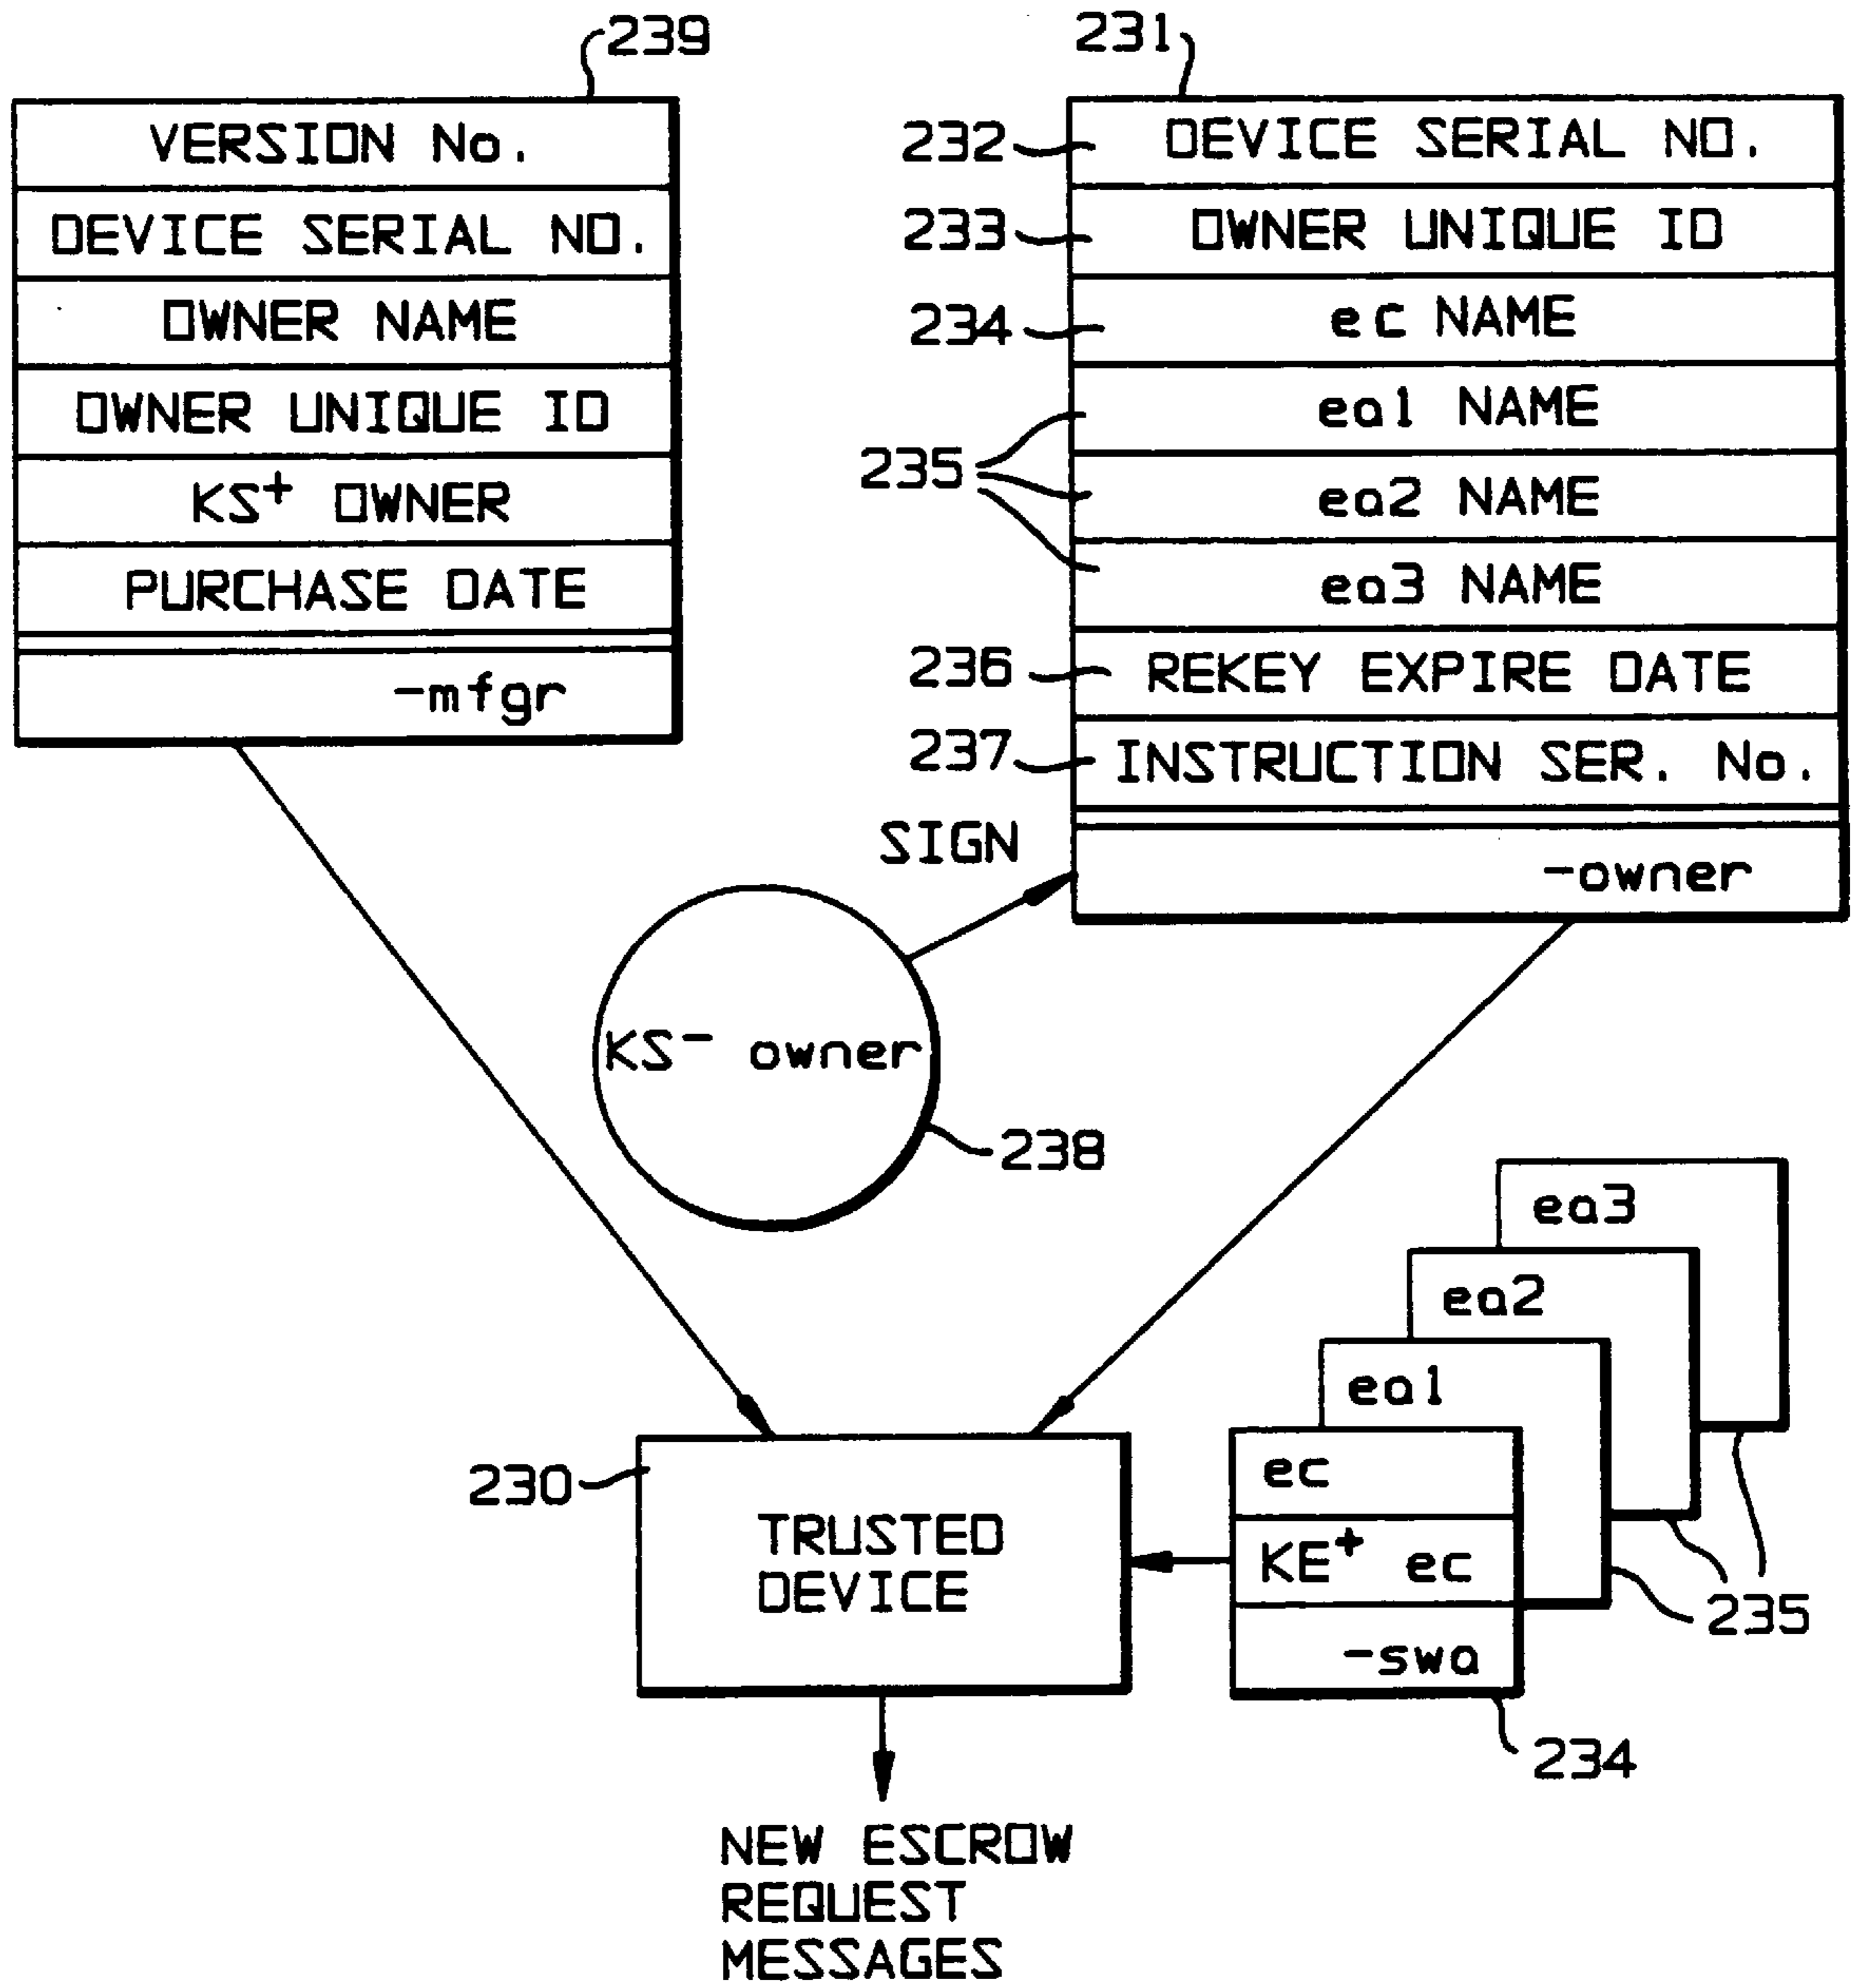 239
VERSION No.
DEVICE SERIAL NO.
OWNER NAME
OWNER UNIQUE ID
KS+ OWNER
PURCHASE DATE
-mfgr
231
232 DEVICE SERIAL NO.
233 OWNER UNIQUE ID
234 ec NAME
ea1 NAME
235 ea2 NAME
ea3 NAME
236 REKEY EXPIRE DATE
237 INSTRUCTION SER. No.
SIGN
-owner
KS- owner
238
ea3
ea2
ea1
ec
KE+ ec
-swa
235
234
230
TRUSTED
DEVICE
NEW ESCROW
REQUEST
MESSAGES